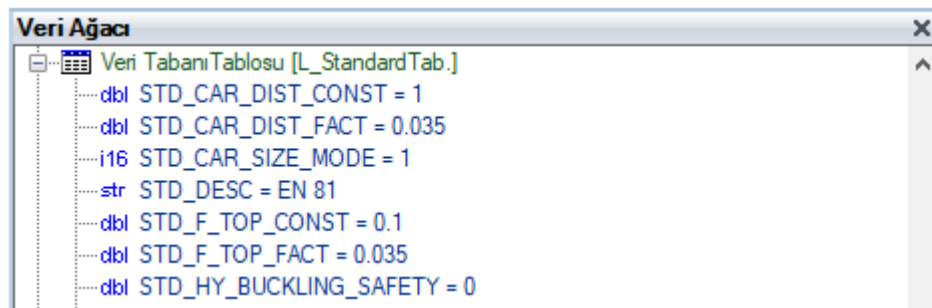 Veri Ağacı
Veri TabanıTablosu [L_StandardTab.]
dbl STD_CAR_DIST_CONST = 1
dbl STD_CAR_DIST_FACT = 0.035
i16 STD_CAR_SIZE_MODE = 1
str STD_DESC = EN 81
dbl STD_F_TOP_CONST = 0.1
dbl STD_F_TOP_FACT = 0.035
dbl STD_HY_BUCKLING_SAFETY = 0